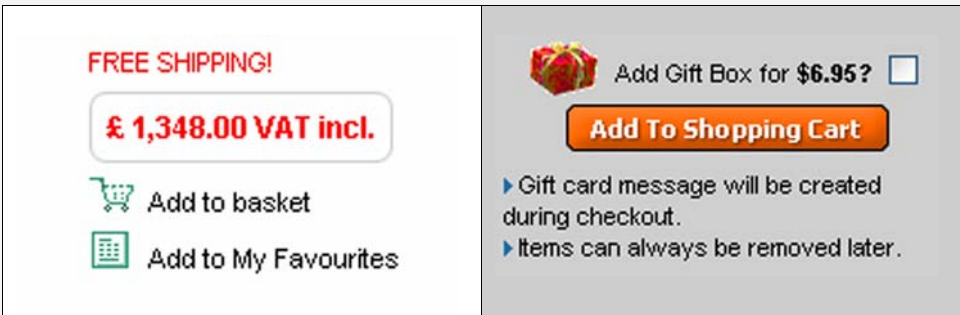 FREE SHIPPING!
£ 1,348.00 VAT incl.
Add to basket
Add to My Favourites
Add Gift Box for $6.95?
Add To Shopping Cart
Gift card message will be created
during checkout.
Items can always be removed later.